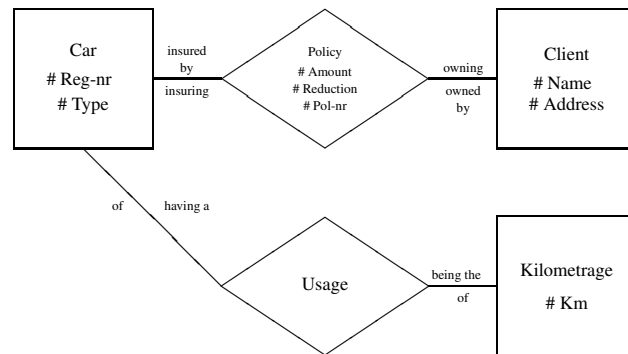 Car
# Reg-nr
# Type
insured
by
insuring
Policy
# Amount
# Reduction
# Pol-nr
owning
owned
by
Client
# Name
# Address
of
having a
Usage
being the
of
Kilometrage
# Km